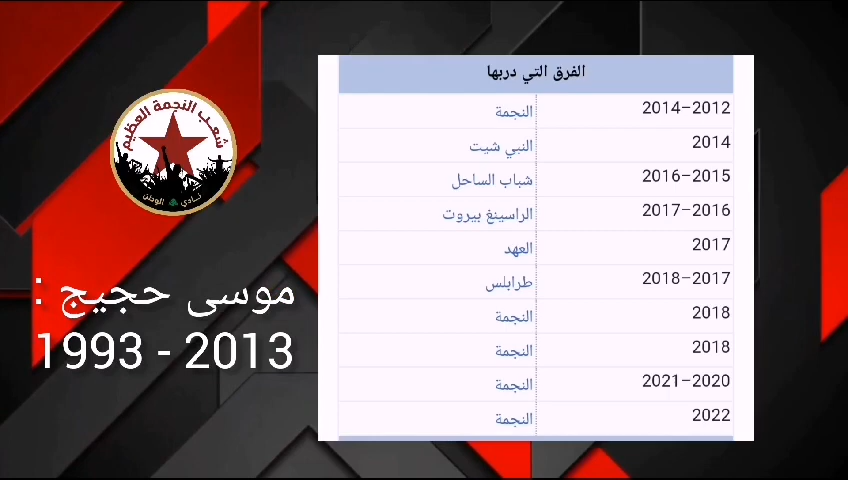 شعب النجمة العظيم
نادي الوطن
موسى حجيج :
1993 - 2013
الفرق التي دربها
2012–2014 النجمة
2014 النبي شيت
2015–2016 شباب الساحل
2016–2017 الراسينغ بيروت
2017 العهد
2017–2018 طرابلس
2018 النجمة
2018 النجمة
2020–2021 النجمة
2022 النجمة